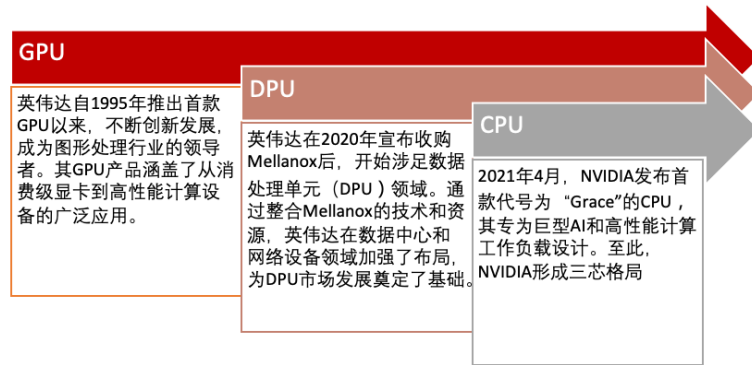 GPU
英伟达自1995年推出首款
GPU以来，不断创新发展，
成为图形处理行业的领导
者。其GPU产品涵盖了从消
费级显卡到高性能计算设
备的广泛应用。
DPU
英伟达在2020年宣布收购
Mellanox后，开始涉足数据
处理单元（DPU）领域。通
过整合Mellanox的技术和资
源，英伟达在数据中心和
网络设备领域加强了布局，
为DPU市场发展奠定了基础。
CPU
2021年4月，NVIDIA发布首
款代号为 “Grace”的CPU，
其专为巨型AI和高性能计算
工作负载设计。至此，
NVIDIA形成三芯格局